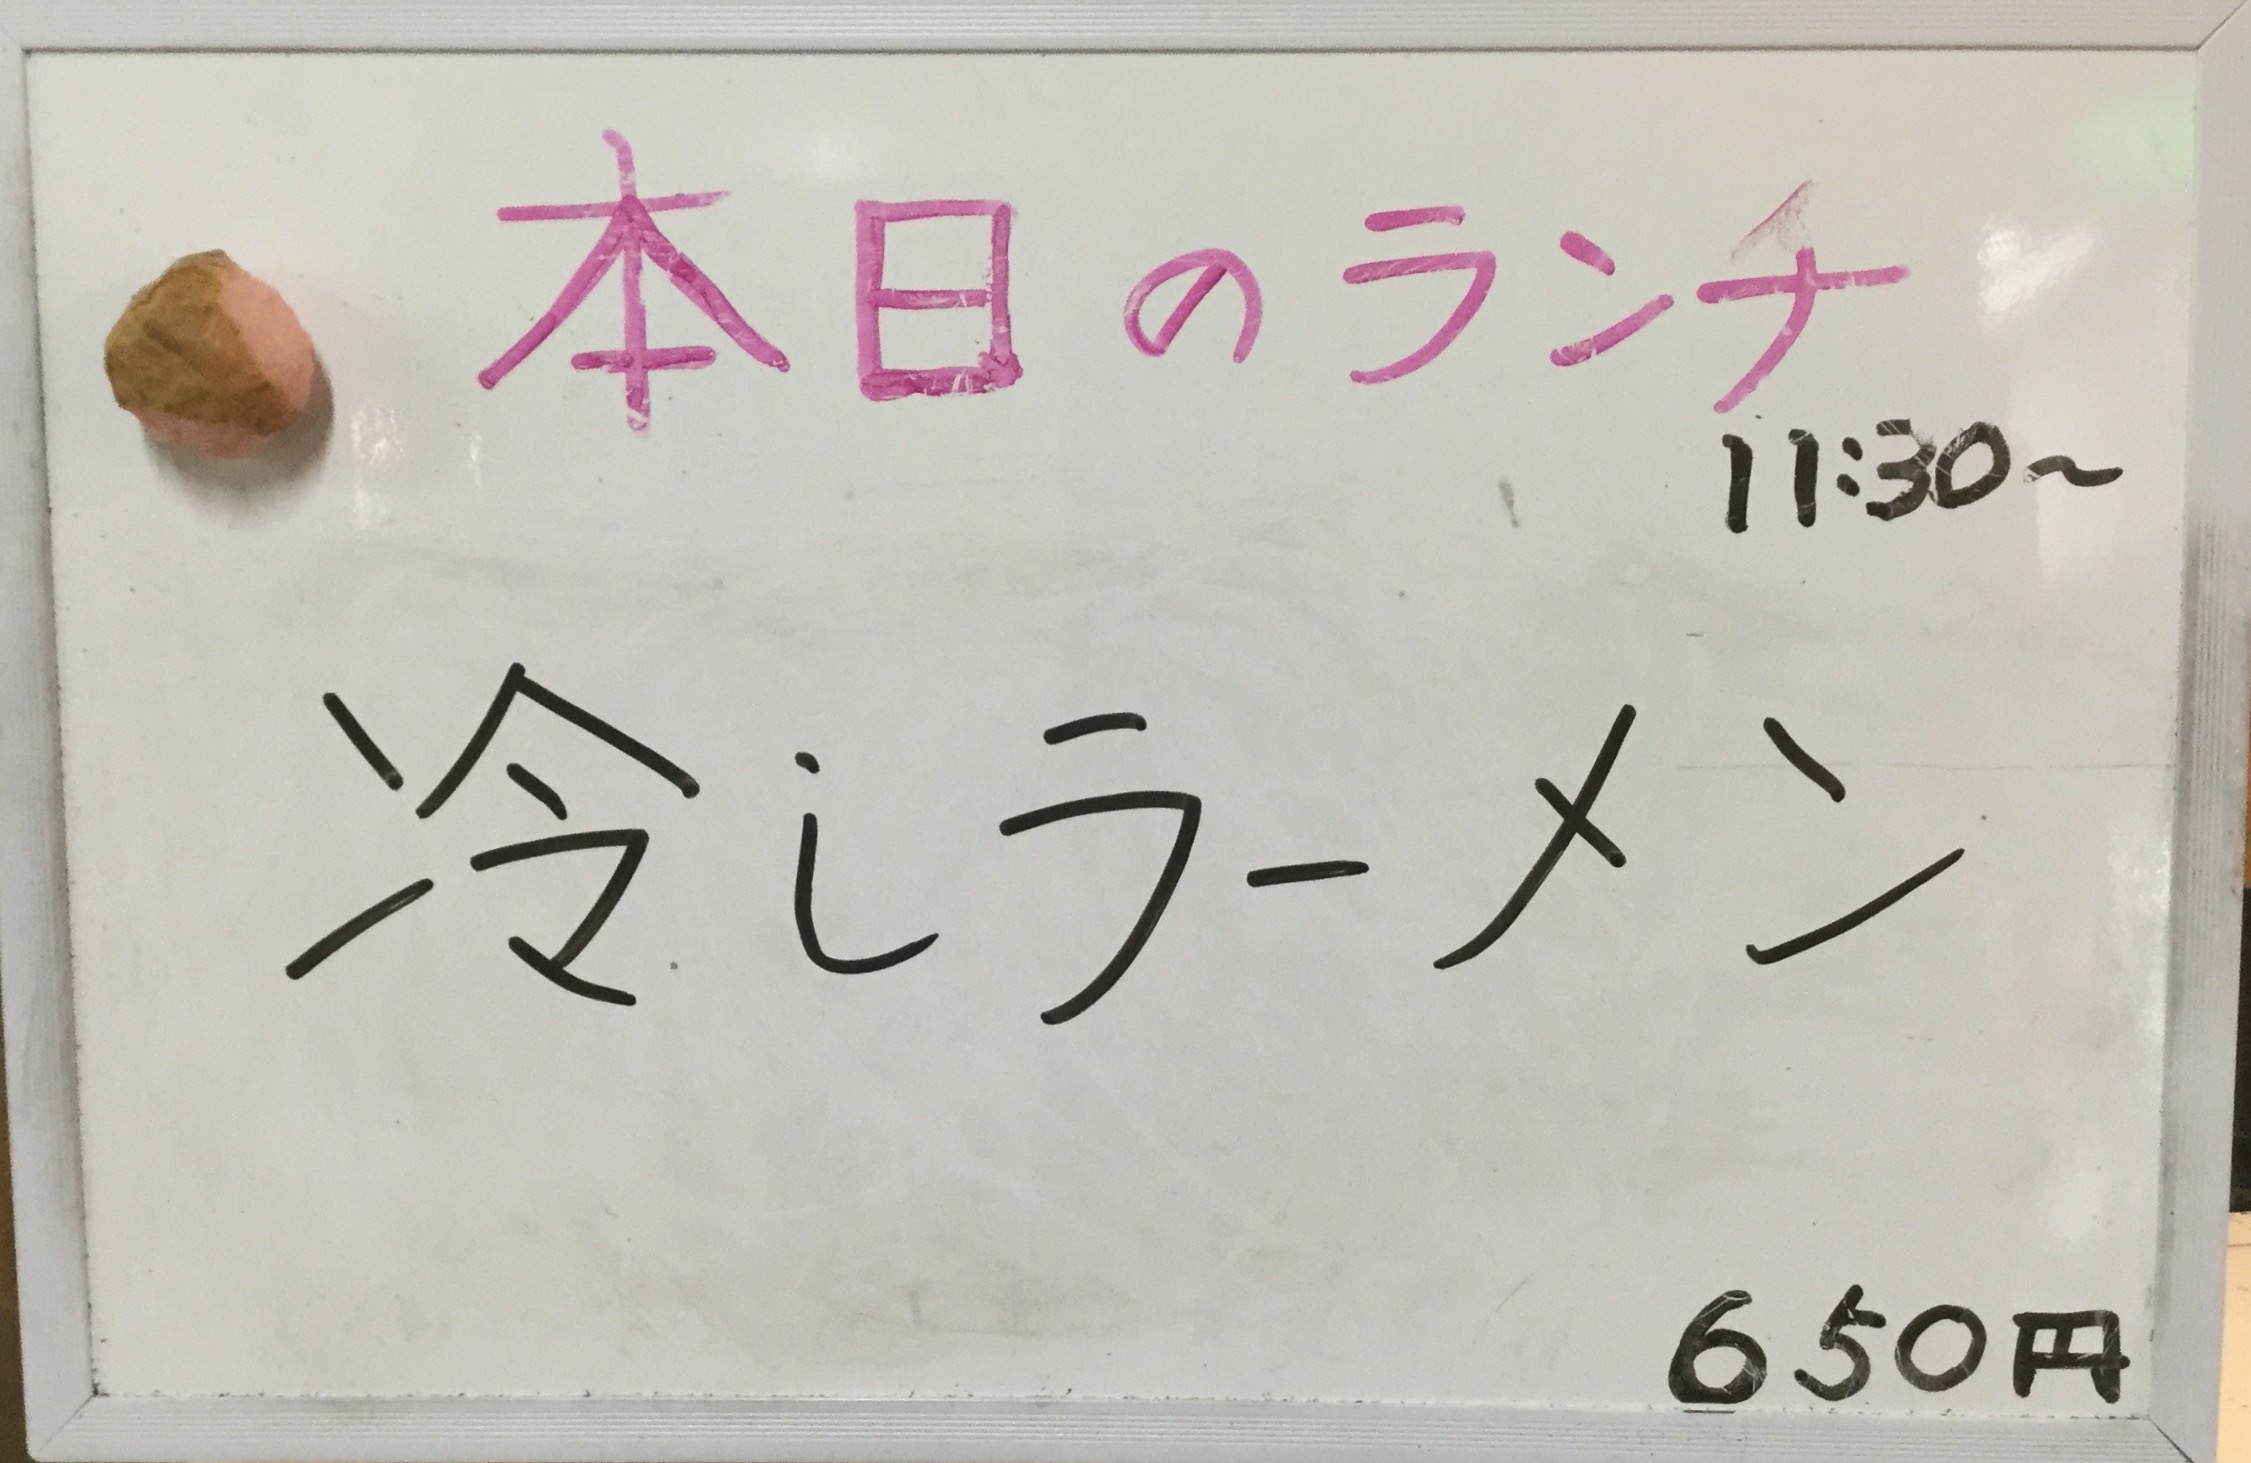 本日のランチ
11:30~
冷しラーメン
650円